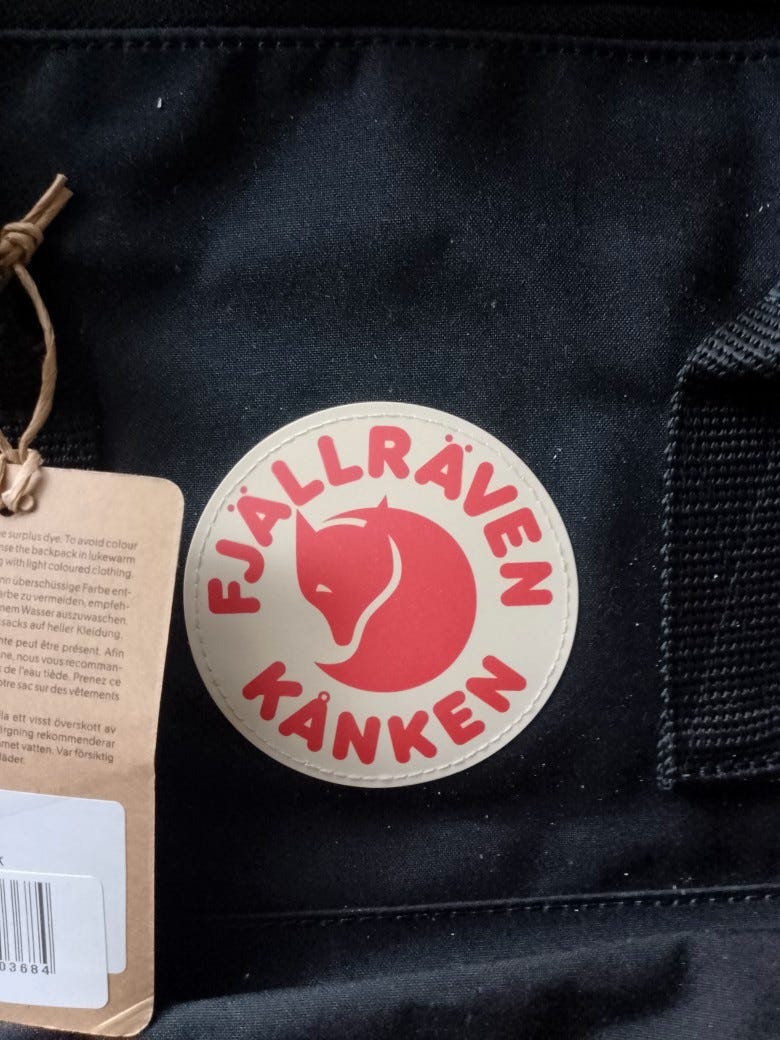 FJÄLLRÄVEN
KÅNKEN
surplus dye. To avoid colour
the backpack in lukewarm
with light coloured clothing.
überschüssige Farbe ent-
zu vermeiden, empfeh-
Wasser auszuwaschen.
auf heller Kleidung.
peut être présent. Afin
nous vous recomman-
de l'eau tiède. Prenez ce
sac sur des vêtements
ett visst överskott av
rekommenderar
vatten. Var försiktig
03684